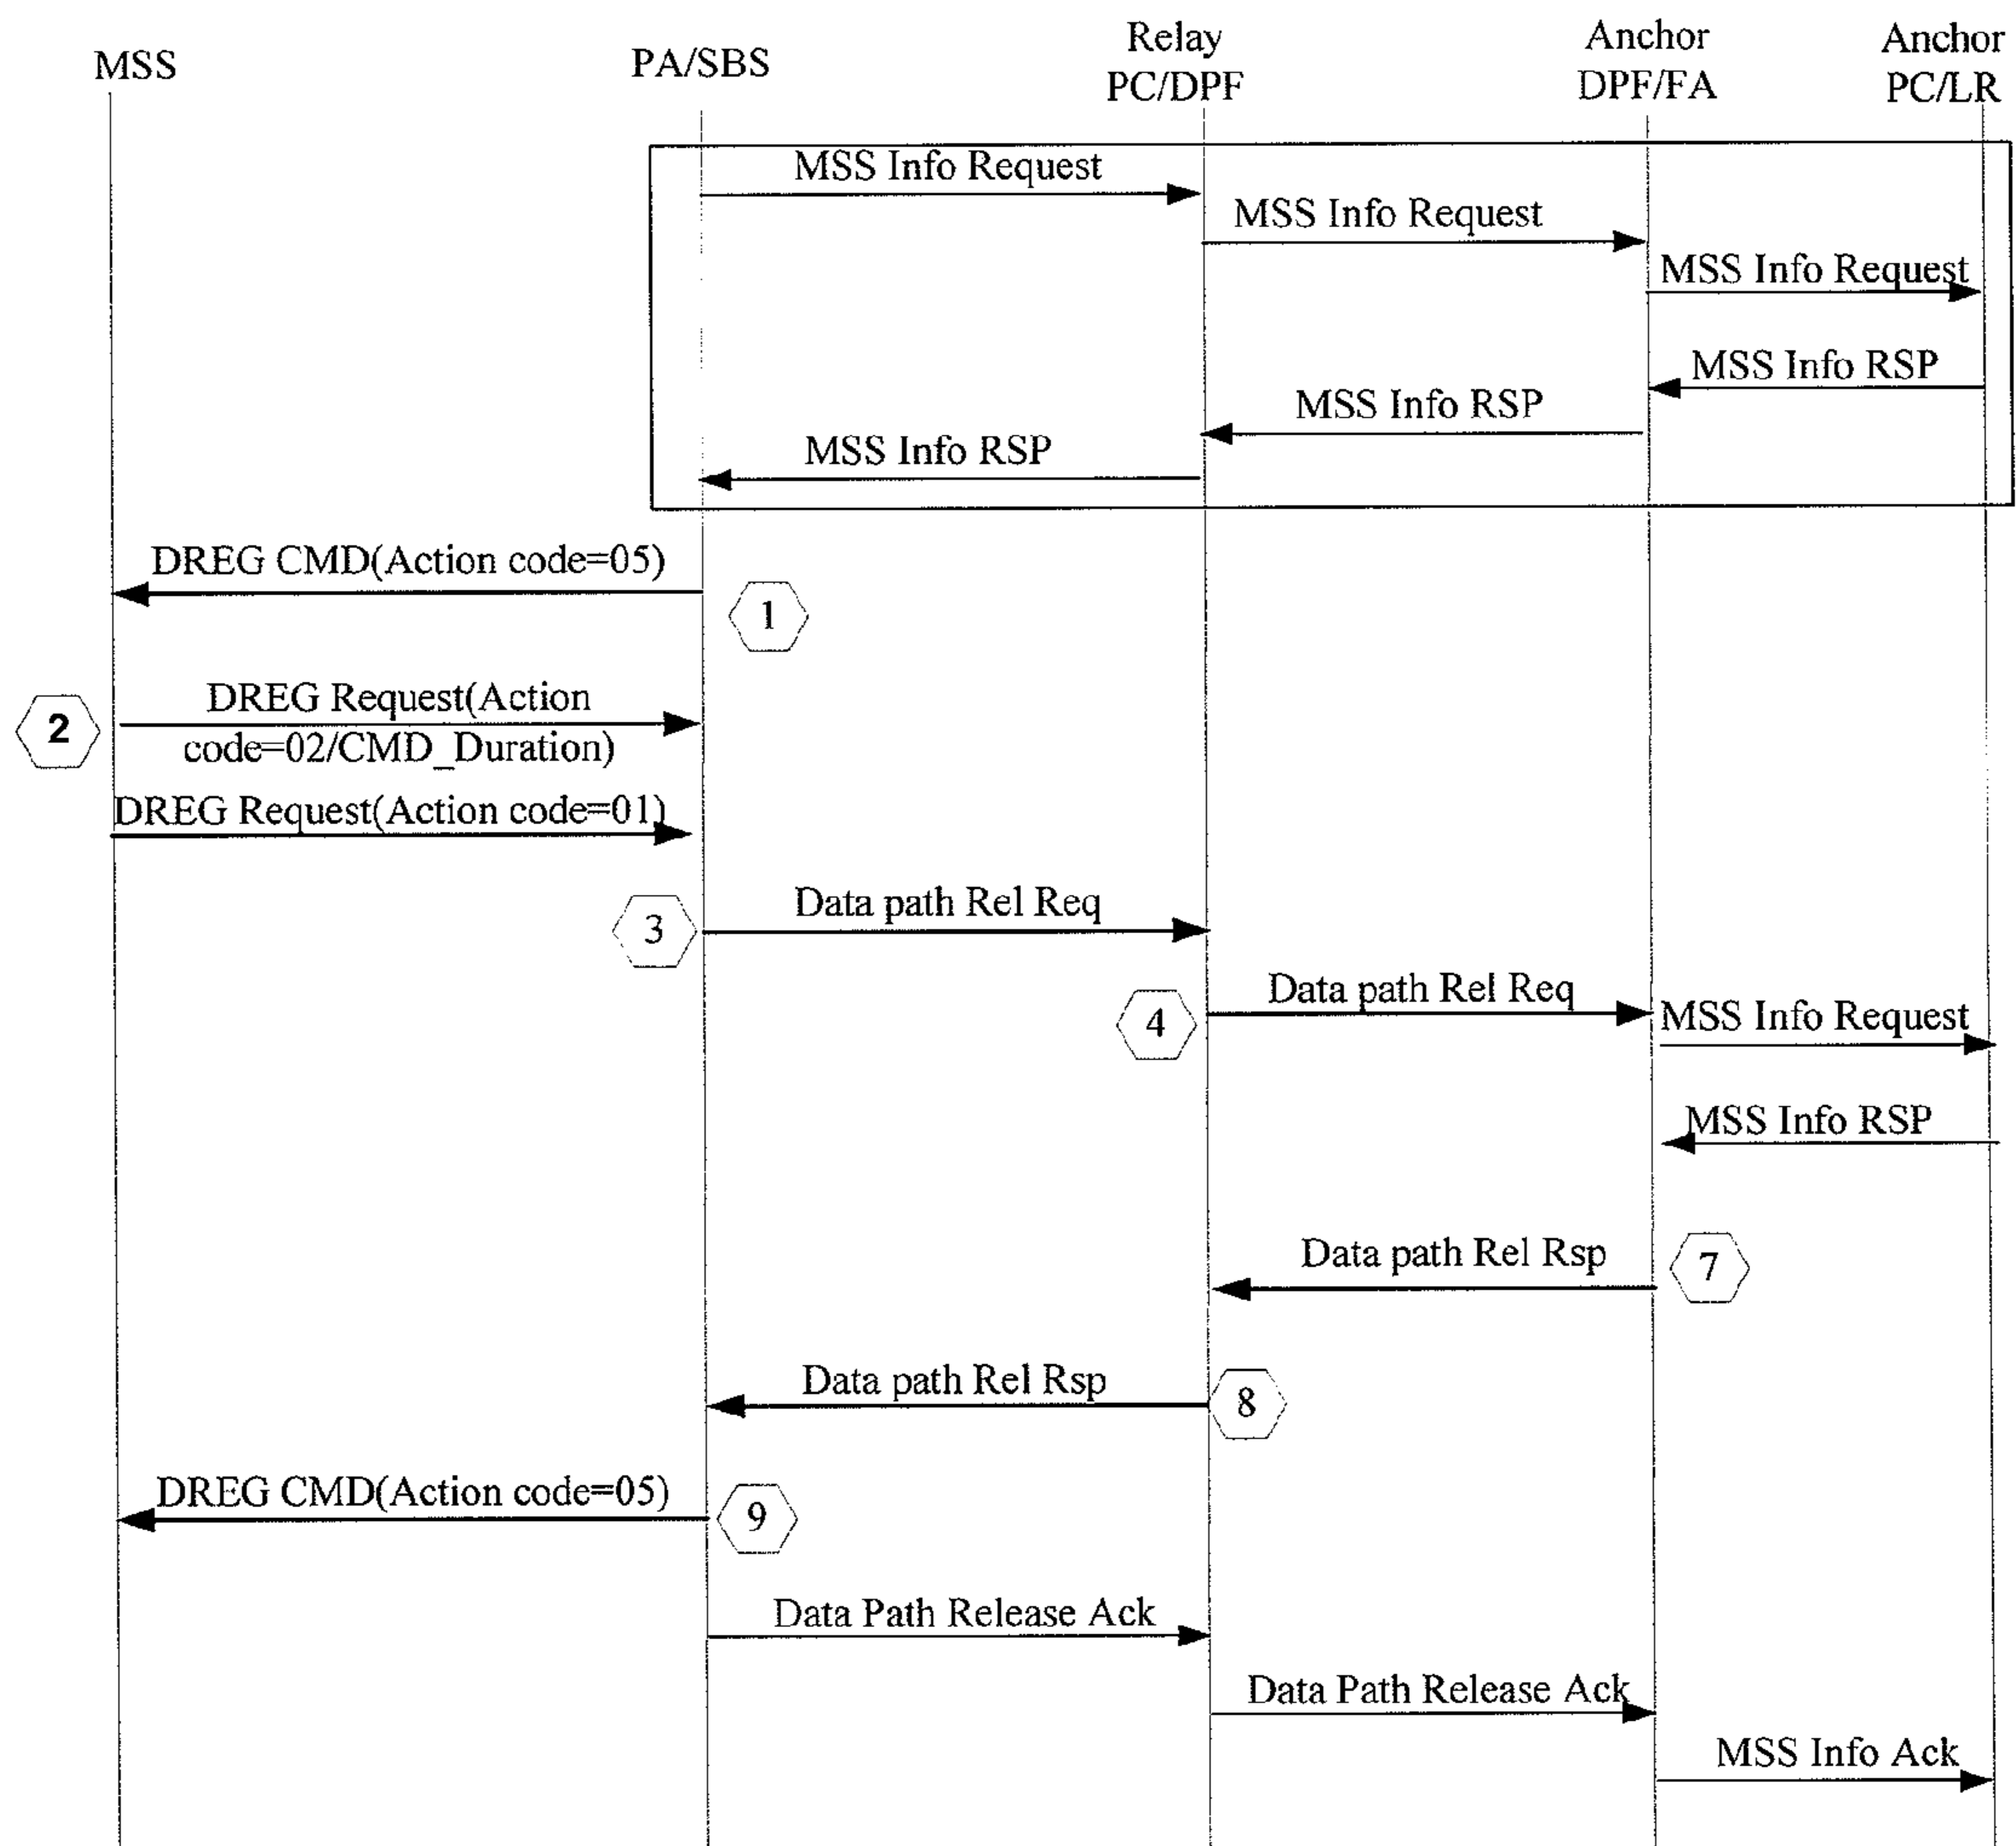 MSS
PA/SBS
Relay
PC/DPF
Anchor
DPF/FA
Anchor
PC/LR
MSS Info Request
MSS Info Request
MSS Info Request
MSS Info RSP
MSS Info RSP
MSS Info RSP
DREG CMD(Action code=05)
1
2
DREG Request(Action
code=02/CMD_Duration)
DREG Request(Action code=01)
3
Data path Rel Req
4
Data path Rel Req
MSS Info Request
MSS Info RSP
Data path Rel Rsp
7
Data path Rel Rsp
8
DREG CMD(Action code=05)
9
Data Path Release Ack
Data Path Release Ack
MSS Info Ack